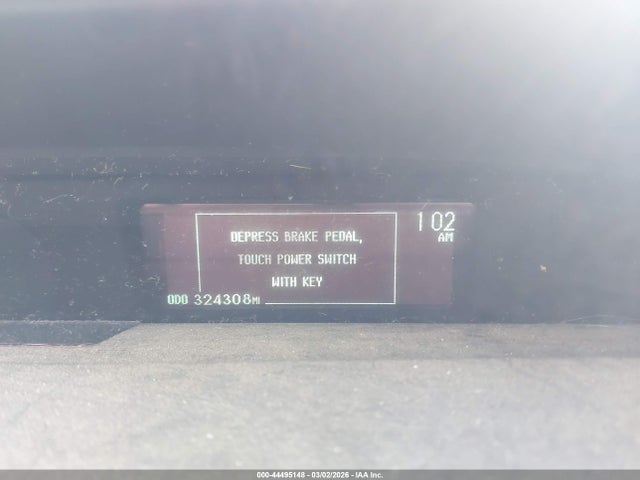 1 02
AM
DEPRESS BRAKE PEDAL,
TOUCH POWER SWITCH
WITH KEY
ODO 324308MI
000-44495148 - 03/02/2026 - IAA Inc.